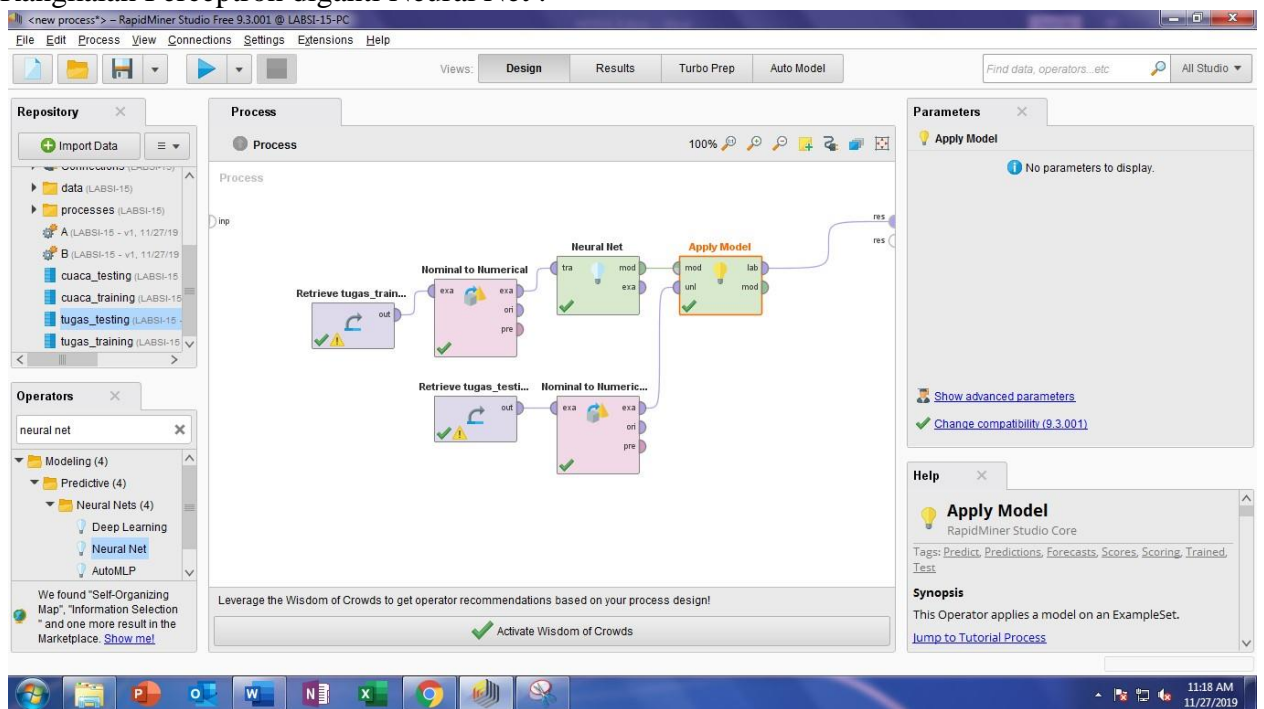 Rangkaian Perceptron diganti Neural Net :
<new process*> – RapidMiner Studio Free 9.3.001 @ LABSI-15-PC
File Edit Process View Connections Settings Extensions Help
Views: Design Results Turbo Prep Auto Model
Find data, operators...etc
All Studio
Repository
Import Data
Connections (LABSI-15)
data (LABSI-15)
processes (LABSI-15)
A (LABSI-15 - v1, 11/27/19
B (LABSI-15 - v1, 11/27/19
cuaca_testing (LABSI-15
cuaca_training (LABSI-15
tugas_testing (LABSI-15 -
tugas_training (LABSI-15
Operators
neural net
Modeling (4)
Predictive (4)
Neural Nets (4)
Deep Learning
Neural Net
AutoMLP
We found "Self-Organizing
Map", "Information Selection
" and one more result in the
Marketplace. Show me!
Process
Process
100%
Process
inp
res
res
Retrieve tugas_train...
out
Nominal to Numerical
exa exa
ori
pre
Neural Net
tra mod
exa
Apply Model
mod lab
unl mod
Retrieve tugas_testi...
out
Nominal to Numeric...
exa exa
ori
pre
Leverage the Wisdom of Crowds to get operator recommendations based on your process design!
Activate Wisdom of Crowds
Parameters
Apply Model
No parameters to display.
Show advanced parameters
Change compatibility (9.3.001)
Help
Apply Model
RapidMiner Studio Core
Tags: Predict, Predictions, Forecasts, Scores, Scoring, Trained,
Test
Synopsis
This Operator applies a model on an ExampleSet.
Jump to Tutorial Process
11:18 AM
11/27/2019